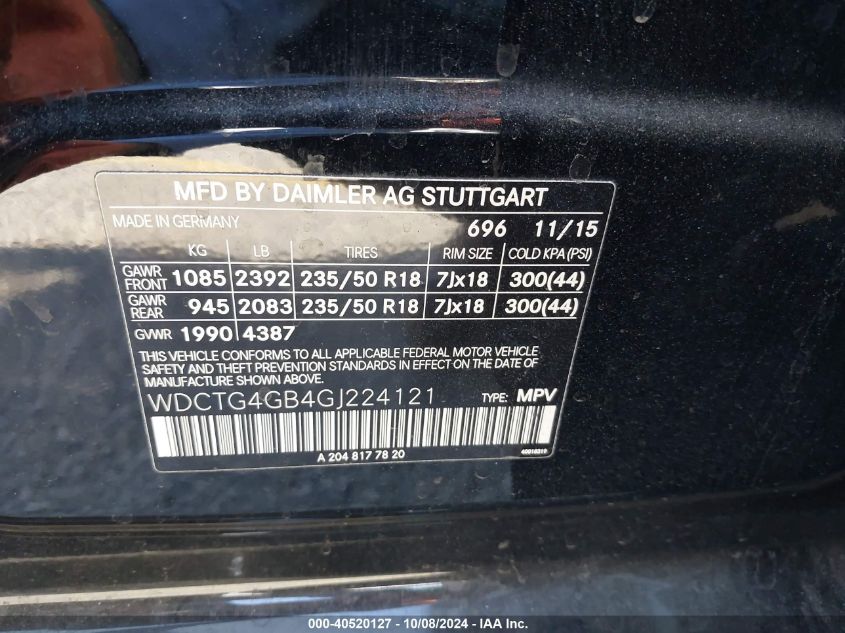 MFD BY DAIMLER AG STUTTGART
MADE IN GERMANY 696 11/15
KG LB TIRES RIM SIZE COLD KPA (PSI)
GAWR FRONT 1085 2392 235/50 R18 7Jx18 300(44)
GAWR REAR 945 2083 235/50 R18 7Jx18 300(44)
GVWR 1990 4387
THIS VEHICLE CONFORMS TO ALL APPLICABLE FEDERAL MOTOR VEHICLE
SAFETY AND THEFT PREVENTION STANDARDS IN EFFECT ON THE DATE OF
MANUFACTURE SHOWN ABOVE.
WDCTG4GB4GJ224121 TYPE: MPV
A 204 817 78 20
000-40520127 - 10/08/2024 - IAA Inc.